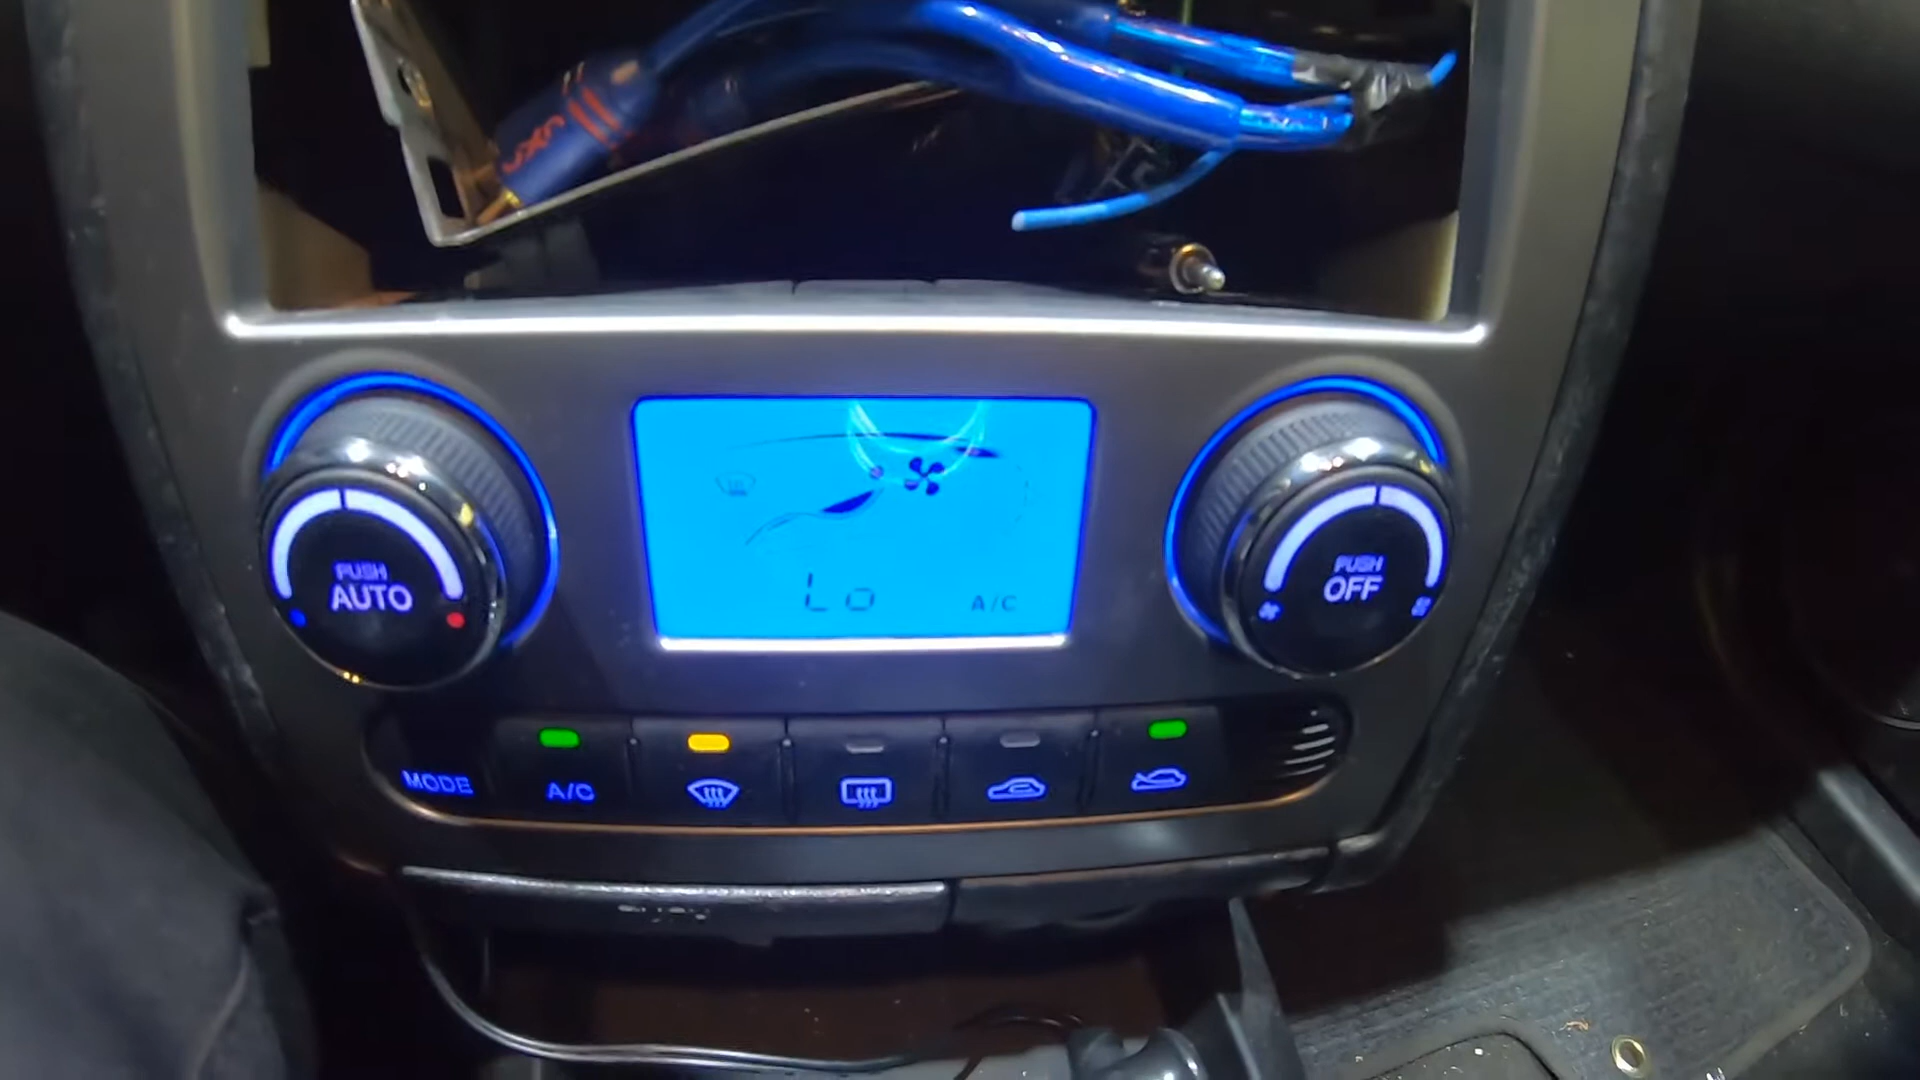 PUSH
AUTO
Lo
A/C
PUSH
OFF
MODE
A/C